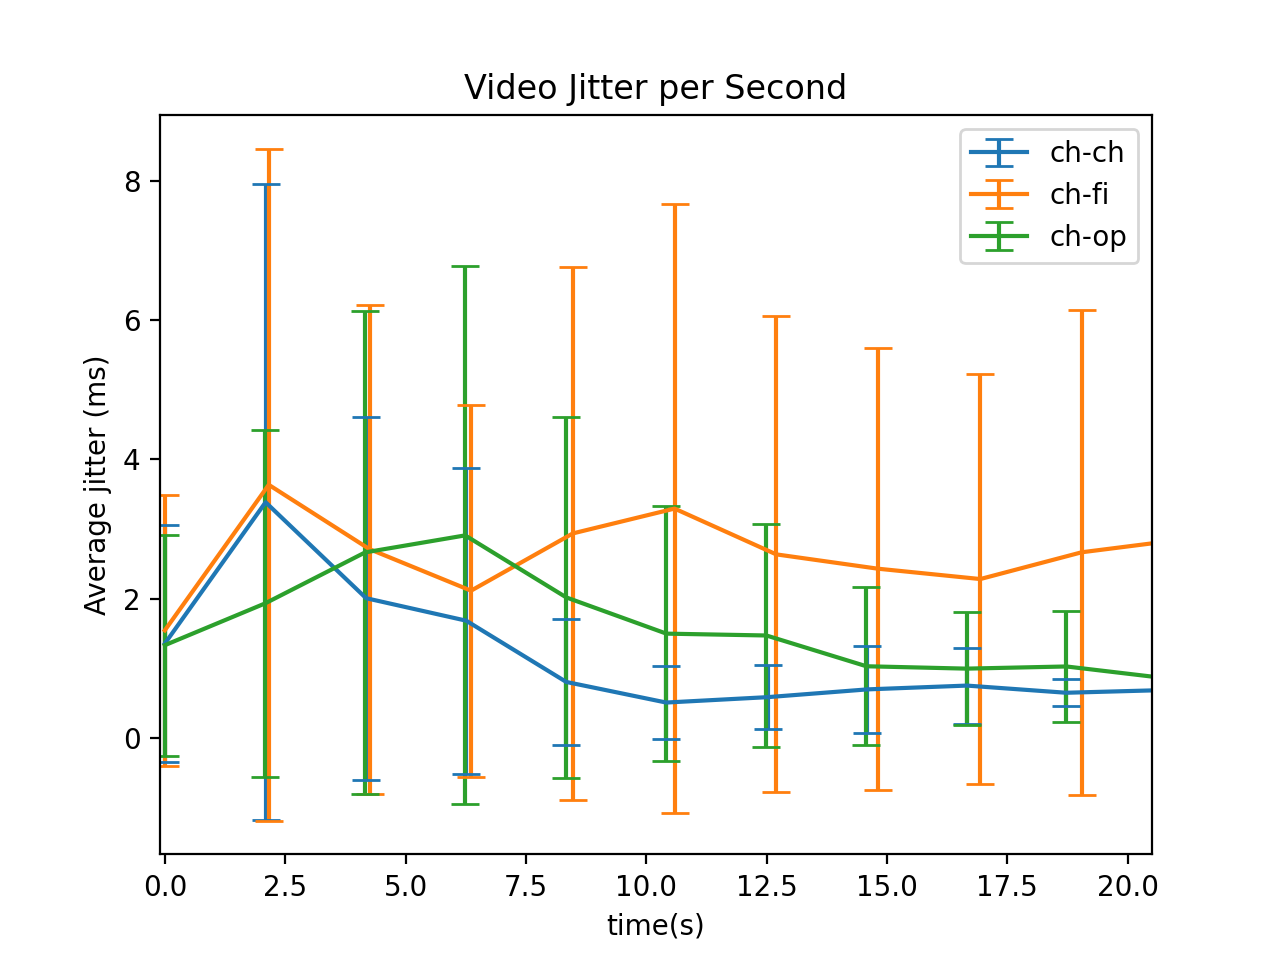 Video Jitter per Second
ch-ch
ch-fi
ch-op
Average jitter (ms)
8
6
4
2
0
0.0 2.5 5.0 7.5 10.0 12.5 15.0 17.5 20.0
time(s)